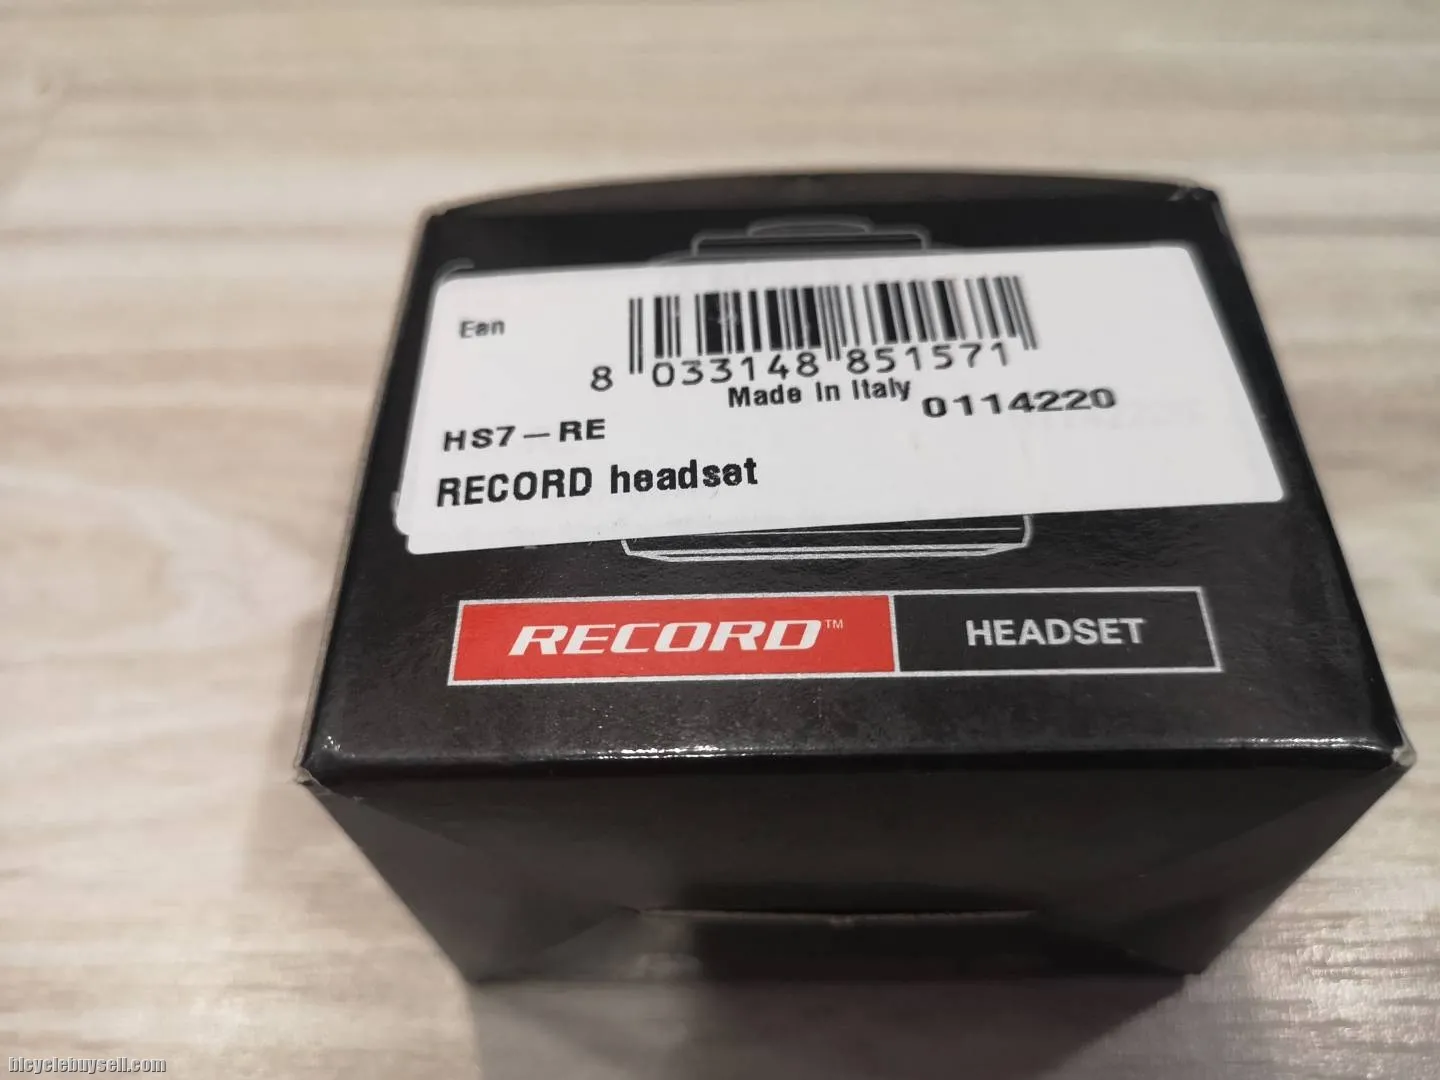 Ean
8 033148 851571
Made In Italy 0114220
HS7-RE
RECORD headset
RECORD™ HEADSET
bicyclebuysell.com